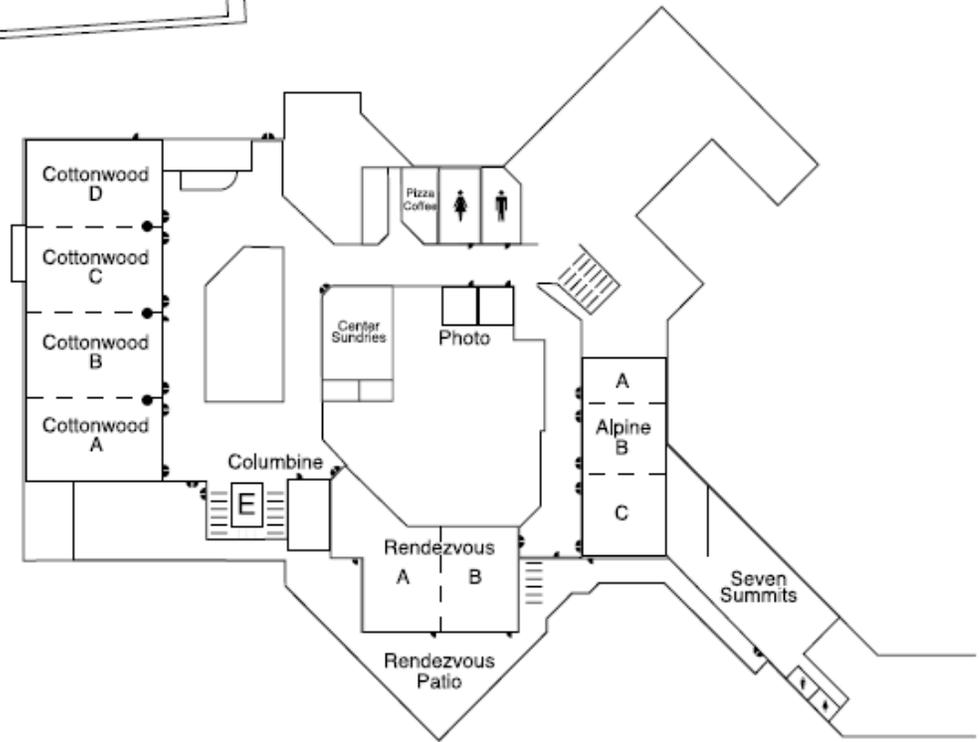 Cottonwood
D
Cottonwood
C
Cottonwood
B
Cottonwood
A
Pizza
Coffee
Center
Sundries
Photo
A
Alpine
B
C
Columbine
E
Rendezvous
A B
Rendezvous
Patio
Seven
Summits